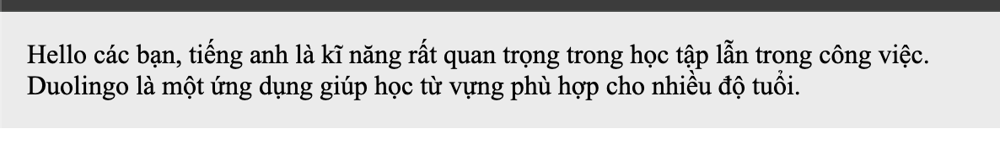 Hello các bạn, tiếng anh là kĩ năng rất quan trọng trong học tập lẫn trong công việc.
Duolingo là một ứng dụng giúp học từ vựng phù hợp cho nhiều độ tuổi.